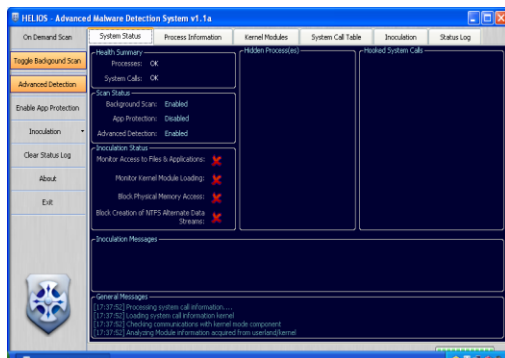 HELIOS - Advanced Malware Detection System v1.1a
On Demand Scan
Toggle Background Scan
Advanced Detection
Enable App Protection
Inoculation
Clear Status Log
About
Exit
System Status
Process Information
Kernel Modules
System Call Table
Inoculation
Status Log
Health Summary
Processes: OK
System Calls: OK
Scan Status
Background Scan: Enabled
App Protection: Disabled
Advanced Detection: Enabled
Inoculation Status
Monitor Access to Files & Applications:
Monitor Kernel Module Loading:
Block Physical Memory Access:
Block Creation of NTFS Alternate Data
Streams:
Hidden Process(es)
Hooked System Calls
Inoculation Messages
General Messages
[17:37:52] Processing system call information....
[17:37:52] Loading system call information kernel
[17:37:52] Checking communications with kernel mode component
[17:37:52] Analyzing Module information acquired from userland/kernel